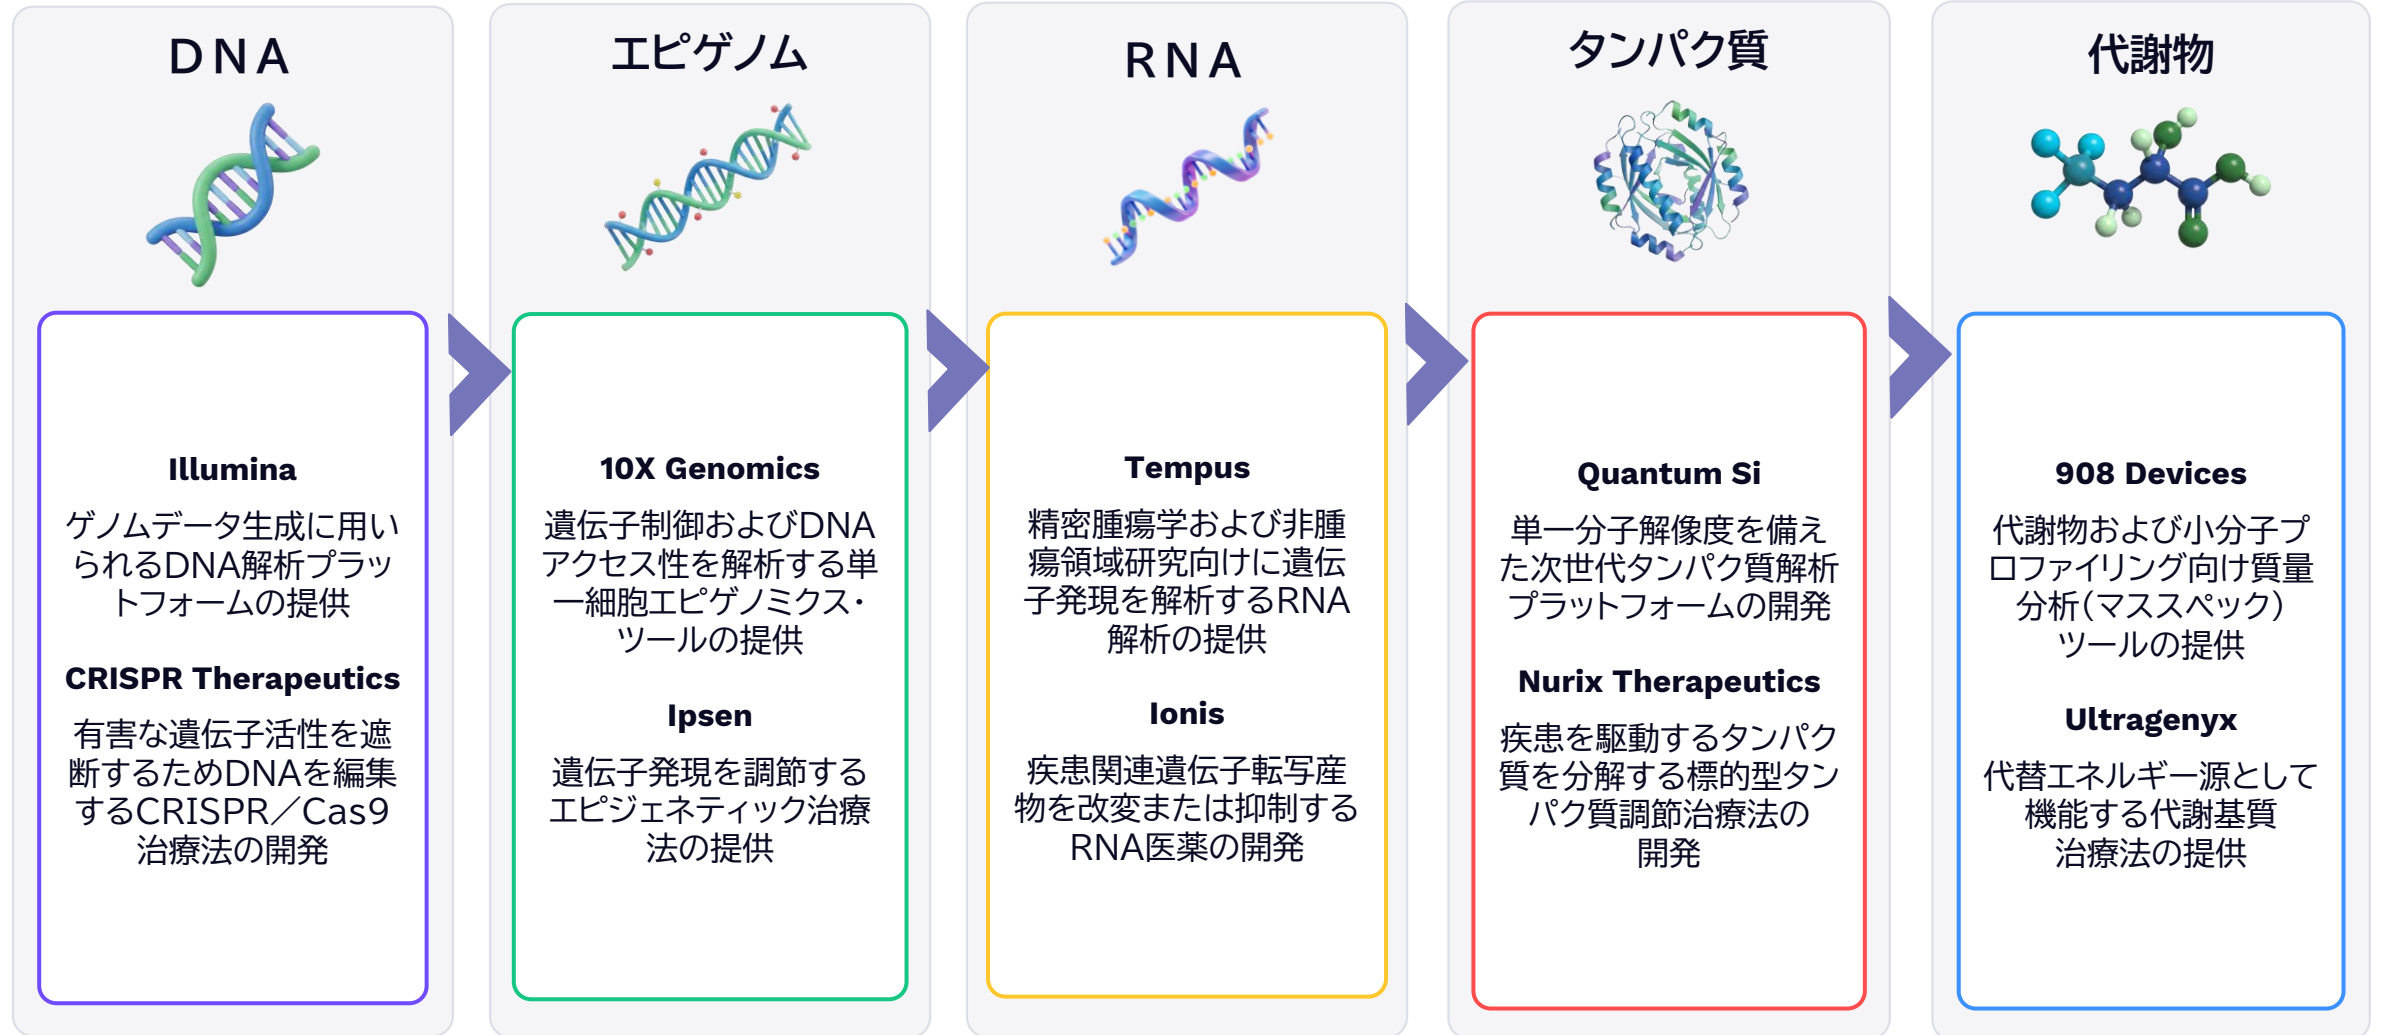 DNA
Illumina
ゲノムデータ生成に用い
られるDNA解析プラッ
トフォームの提供
CRISPR Therapeutics
有害な遺伝子活性を遮
断するためDNAを編集
するCRISPR／Cas9
治療法の開発
エピゲノム
10X Genomics
遺伝子制御およびDNA
アクセス性を解析する単
一細胞エピゲノミクス・
ツールの提供
Ipsen
遺伝子発現を調節する
エピジェネティック治療
法の提供
RNA
Tempus
精密腫瘍学および非腫
瘍領域研究向けに遺伝
子発現を解析するRNA
解析の提供
Ionis
疾患関連遺伝子転写産
物を改変または抑制する
RNA医薬の開発
タンパク質
Quantum Si
単一分子解像度を備え
た次世代タンパク質解析
プラットフォームの開発
Nurix Therapeutics
疾患を駆動するタンパク
質を分解する標的型タン
パク質調節治療法の
開発
代謝物
908 Devices
代謝物および小分子プ
ロファイリング向け質量
分析（マススペック）
ツールの提供
Ultragenyx
代替エネルギー源として
機能する代謝基質
治療法の提供